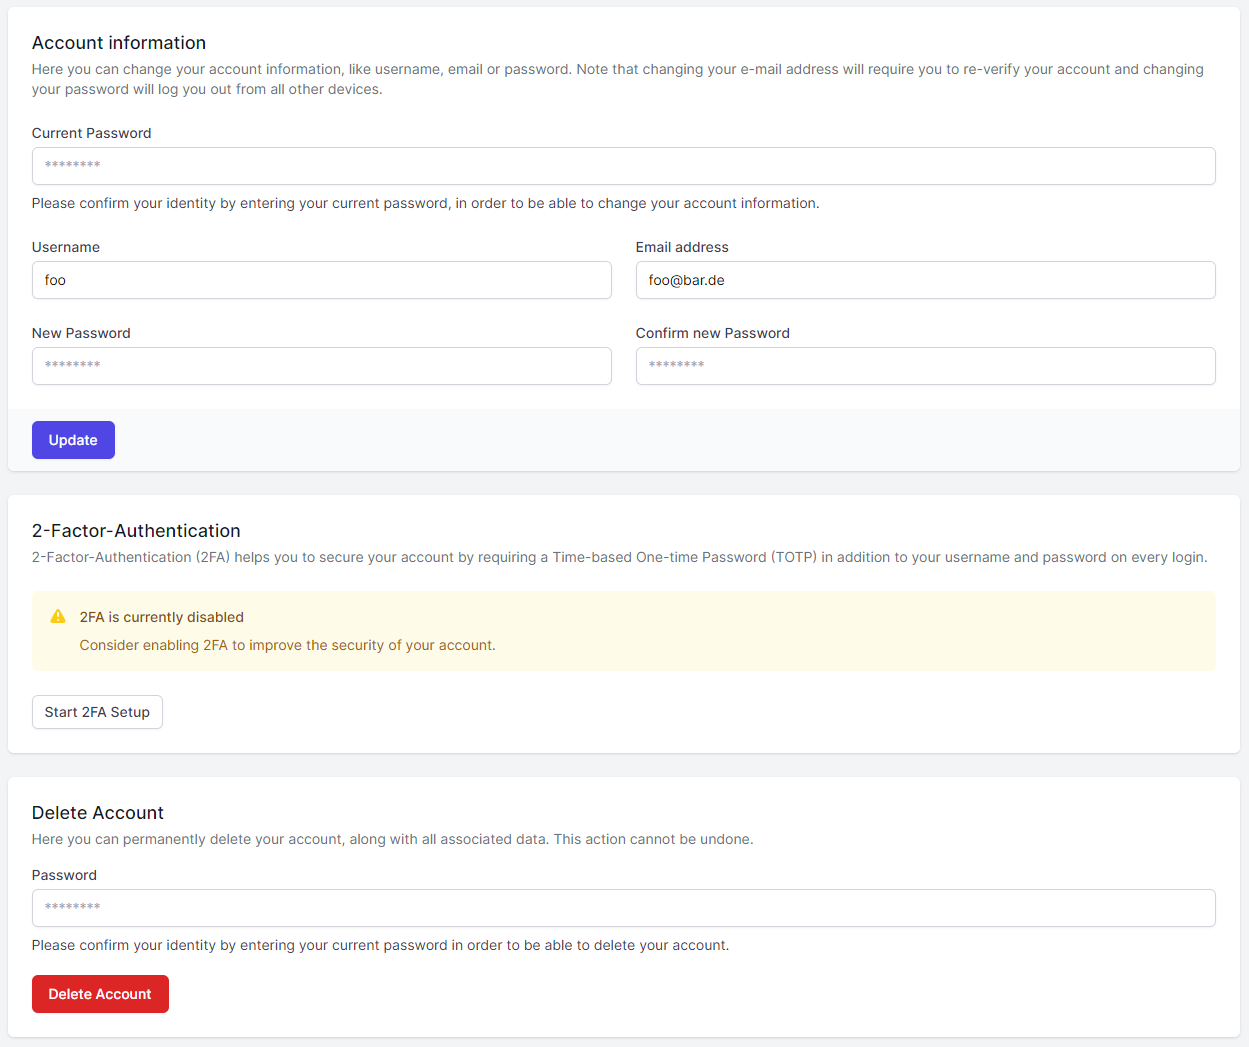 Account information
Here you can change your account information, like username, email or password. Note that changing your e-mail address will require you to re-verify your account and changing
your password will log you out from all other devices.
Current Password
********
Please confirm your identity by entering your current password, in order to be able to change your account information.
Username
Email address
foo
foo@bar.de
New Password
Confirm new Password
********
********
Update
2-Factor-Authentication
2-Factor-Authentication (2FA) helps you to secure your account by requiring a Time-based One-time Password (TOTP) in addition to your username and password on every login.
2FA is currently disabled
Consider enabling 2FA to improve the security of your account.
Start 2FA Setup
Delete Account
Here you can permanently delete your account, along with all associated data. This action cannot be undone.
Password
********
Please confirm your identity by entering your current password in order to be able to delete your account.
Delete Account